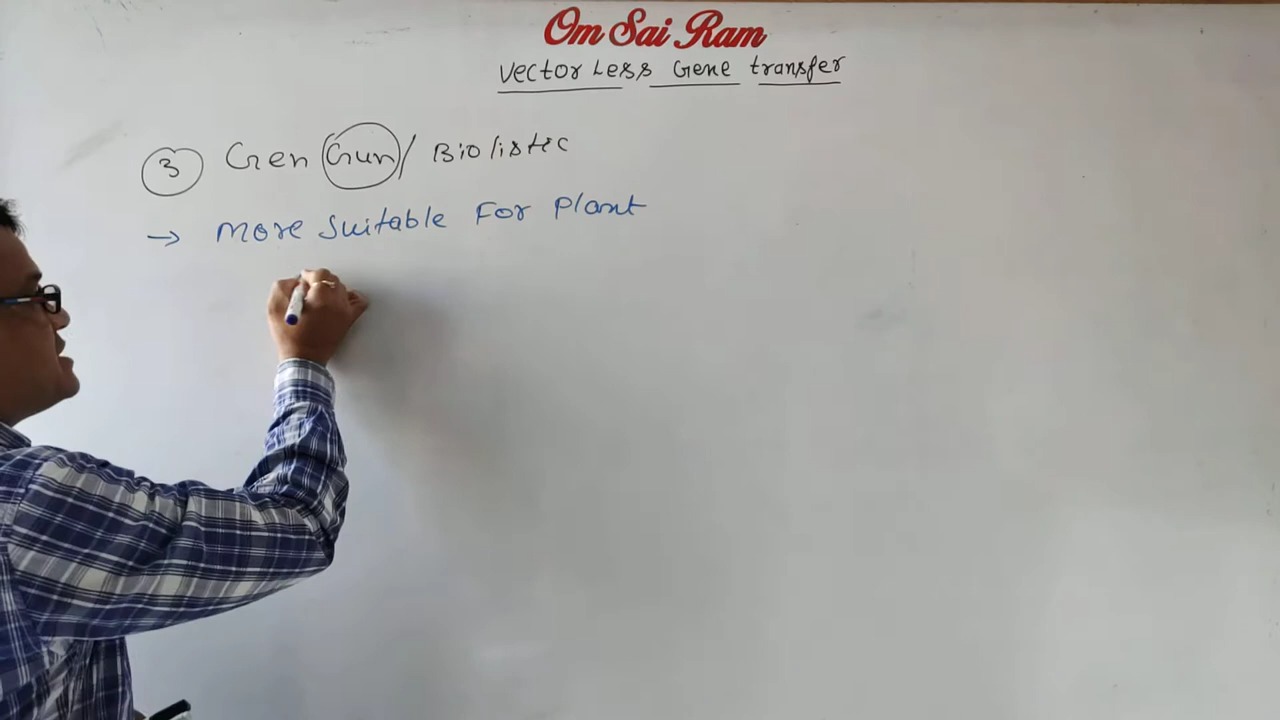 Om Sai Ram
Vector Less Gene transfer
3 Gen Gun/ Biolistic
→ More Suitable For Plant